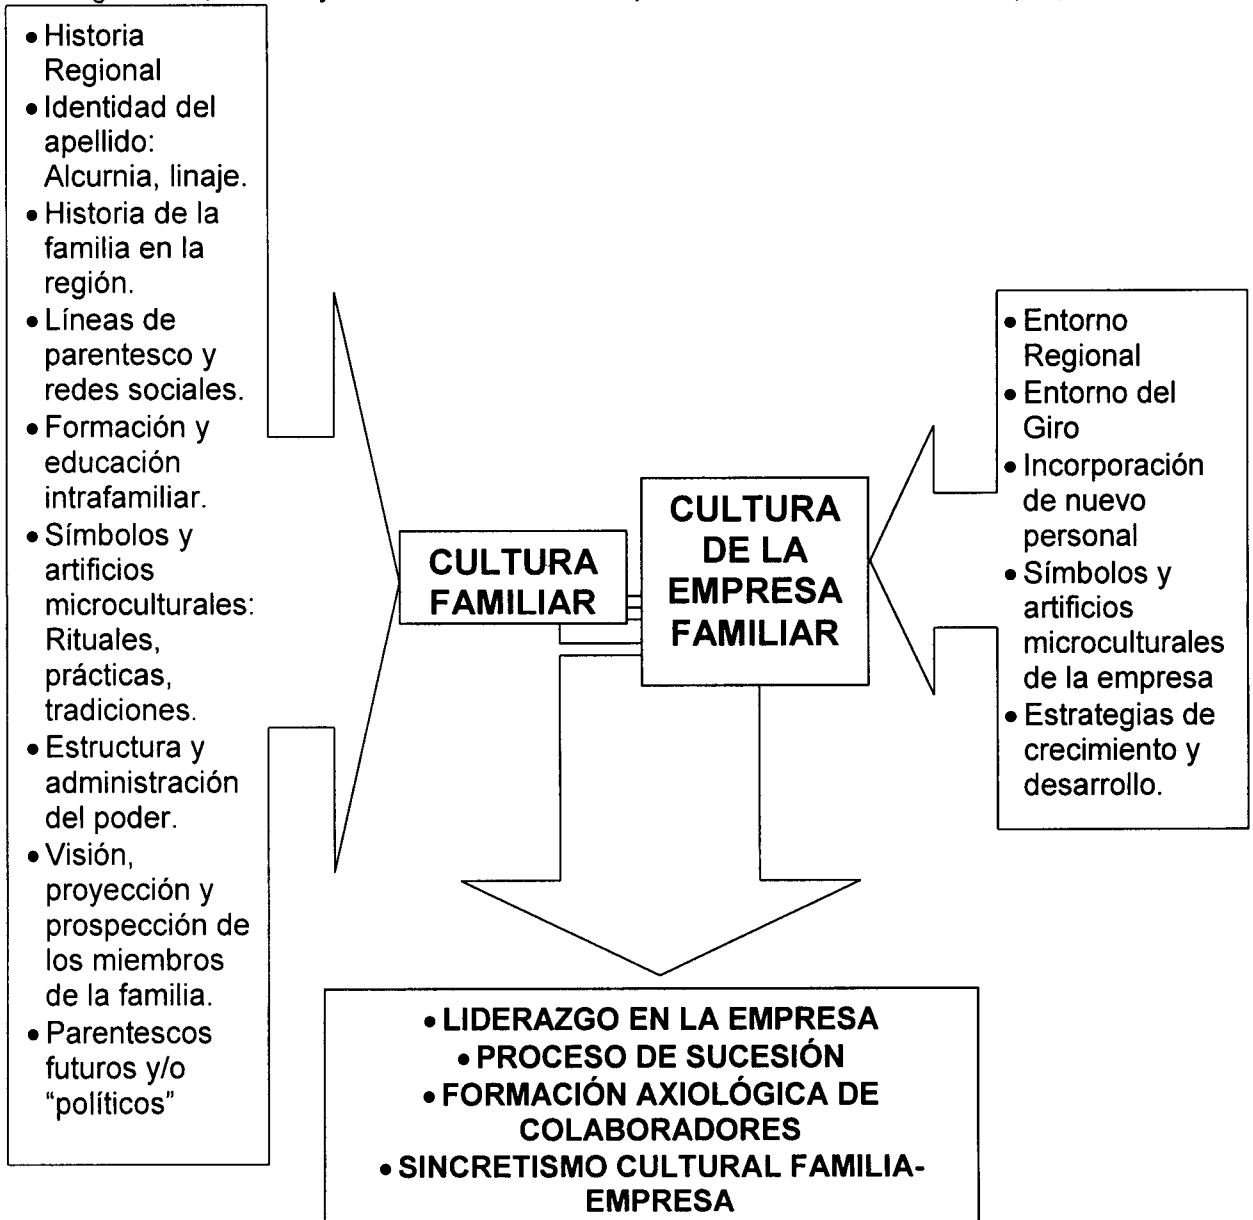 • Historia
Regional
• Identidad del
apellido:
Alcurnia, linaje.
• Historia de la
familia en la
región.
• Líneas de
parentesco y
redes sociales.
• Formación y
educación
intrafamiliar.
• Símbolos y
artificios
microculturales:
Rituales,
prácticas,
tradiciones.
• Estructura y
administración
del poder.
• Visión,
proyección y
prospección de
los miembros
de la familia.
• Parentescos
futuros y/o
“políticos”
CULTURA
FAMILIAR
CULTURA
DE LA
EMPRESA
FAMILIAR
• Entorno
Regional
• Entorno del
Giro
• Incorporación
de nuevo
personal
• Símbolos y
artificios
microculturales
de la empresa
• Estrategias de
crecimiento y
desarrollo.
• LIDERAZGO EN LA EMPRESA
• PROCESO DE SUCESIÓN
• FORMACIÓN AXIOLÓGICA DE
COLABORADORES
• SINCRETISMO CULTURAL FAMILIA-
EMPRESA